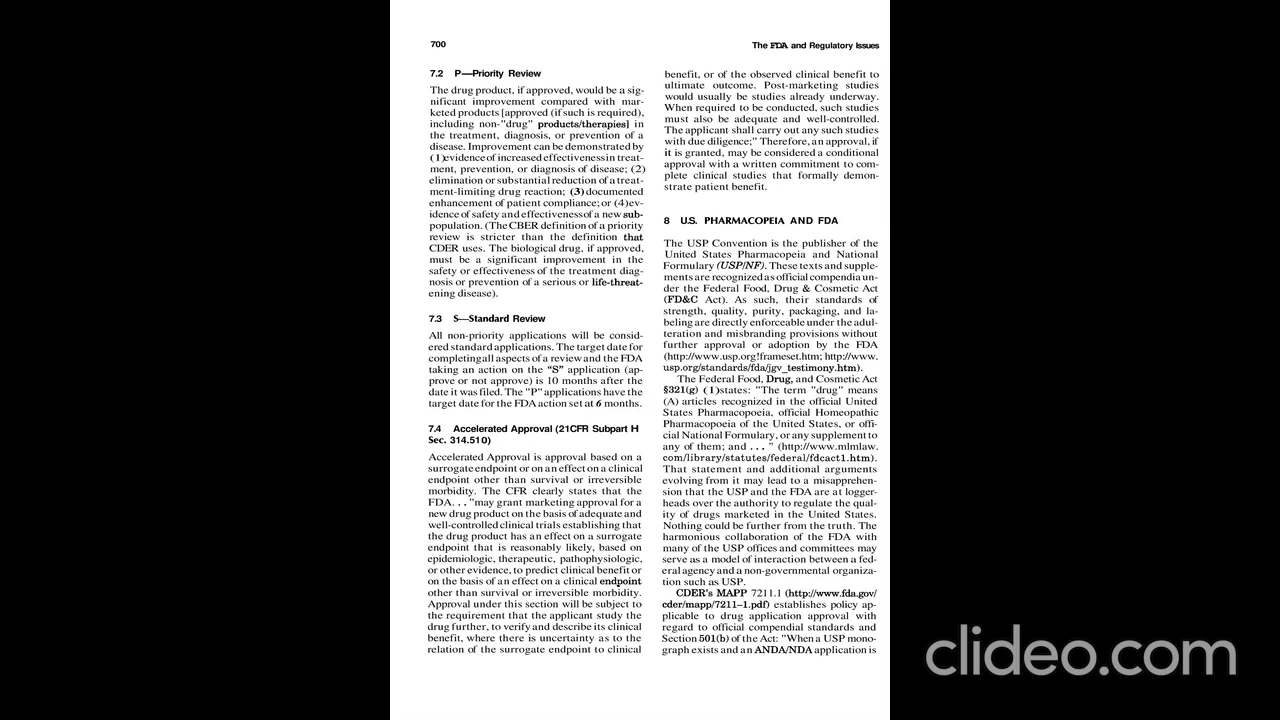 700
The FDA and Regulatory Issues
7.2 P—Priority Review
The drug product, if approved, would be a sig-
nificant improvement compared with mar-
keted products [approved (if such is required),
including non-"drug" products/therapies] in
the treatment, diagnosis, or prevention of a
disease. Improvement can be demonstrated by
(1)evidence of increased effectiveness in treat-
ment, prevention, or diagnosis of disease; (2)
elimination or substantial reduction of a treat-
ment-limiting drug reaction; (3) documented
enhancement of patient compliance; or (4)ev-
idence of safety and effectiveness of a new sub-
population. (The CBER definition of a priority
review is stricter than the definition that
CDER uses. The biological drug, if approved,
must be a significant improvement in the
safety or effectiveness of the treatment diag-
nosis or prevention of a serious or life-threat-
ening disease).
7.3 S—Standard Review
All non-priority applications will be consid-
ered standard applications. The target date for
completing all aspects of a review and the FDA
taking an action on the "S" application (ap-
prove or not approve) is 10 months after the
date it was filed. The "P" applications have the
target date for the FDA action set at 6 months.
7.4 Accelerated Approval (21CFR Subpart H
Sec. 314.510)
Accelerated Approval is approval based on a
surrogate endpoint or on an effect on a clinical
endpoint other than survival or irreversible
morbidity. The CFR clearly states that the
FDA. . . "may grant marketing approval for a
new drug product on the basis of adequate and
well-controlled clinical trials establishing that
the drug product has an effect on a surrogate
endpoint that is reasonably likely, based on
epidemiologic, therapeutic, pathophysiologic,
or other evidence, to predict clinical benefit or
on the basis of an effect on a clinical endpoint
other than survival or irreversible morbidity.
Approval under this section will be subject to
the requirement that the applicant study the
drug further, to verify and describe its clinical
benefit, where there is uncertainty as to the
relation of the surrogate endpoint to clinical
benefit, or of the observed clinical benefit to
ultimate outcome. Post-marketing studies
would usually be studies already underway.
When required to be conducted, such studies
must also be adequate and well-controlled.
The applicant shall carry out any such studies
with due diligence;" Therefore, an approval, if
it is granted, may be considered a conditional
approval with a written commitment to com-
plete clinical studies that formally demon-
strate patient benefit.
8 U.S. PHARMACOPEIA AND FDA
The USP Convention is the publisher of the
United States Pharmacopeia and National
Formulary (USP/NF). These texts and supple-
ments are recognized as official compendia un-
der the Federal Food, Drug & Cosmetic Act
(FD&C Act). As such, their standards of
strength, quality, purity, packaging, and la-
beling are directly enforceable under the adul-
teration and misbranding provisions without
further approval or adoption by the FDA
(http://www.usp.org!frameset.htm; http://www.
usp.org/standards/fda/jgv_testimony.htm).
The Federal Food, Drug, and Cosmetic Act
§321(g) (1)states: "The term "drug" means
(A) articles recognized in the official United
States Pharmacopoeia, official Homeopathic
Pharmacopoeia of the United States, or offi-
cial National Formulary, or any supplement to
any of them; and . . . " (http://www.mlmlaw.
com/library/statutes/federal/fdcact1.htm).
That statement and additional arguments
evolving from it may lead to a misapprehen-
sion that the USP and the FDA are at logger-
heads over the authority to regulate the qual-
ity of drugs marketed in the United States.
Nothing could be further from the truth. The
harmonious collaboration of the FDA with
many of the USP offices and committees may
serve as a model of interaction between a fed-
eral agency and a non-governmental organiza-
tion such as USP.
CDER's MAPP 7211.1 (http://www.fda.gov/
cder/mapp/7211–1.pdf) establishes policy ap-
plicable to drug application approval with
regard to official compendial standards and
Section 501(b) of the Act: "When a USP mono-
graph exists and an ANDA/NDA application is
clideo.com